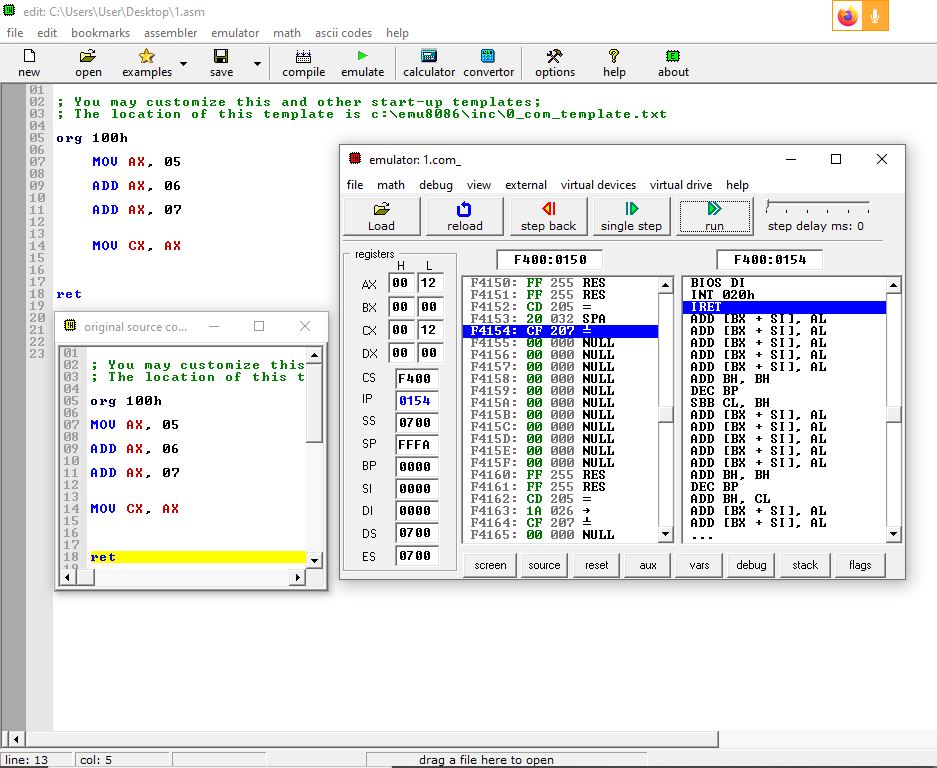 edit: C:\Users\User\Desktop\1.asm
file edit bookmarks assembler emulator math ascii codes help
new open examples save compile emulate calculator convertor options help about
01
02 ; You may customize this and other start-up templates;
03 ; The location of this template is c:\emu8086\inc\0_com_template.txt
04
05 org 100h
06
07 MOV AX, 05
08
09 ADD AX, 06
10
11 ADD AX, 07
12
13
14 MOV CX, AX
15
16
17
18 ret
19
20
21
22
23
original source co...
01
02 ; You may customize this
03 ; The location of this t
04
05 org 100h
06
07 MOV AX, 05
08
09 ADD AX, 06
10
11 ADD AX, 07
12
13
14 MOV CX, AX
15
16
17
18 ret
19
emulator: 1.com_
file math debug view external virtual devices virtual drive help
Load reload step back single step run step delay ms: 0
registers
H L
AX 00 12
BX 00 00
CX 00 12
DX 00 00
CS F400
IP 0154
SS 0700
SP FFFA
BP 0000
SI 0000
DI 0000
DS 0700
ES 0700
F400:0150
F4150: FF 255 RES
F4151: FF 255 RES
F4152: CD 205 =
F4153: 20 032 SPA
F4154: CF 207 ╧
F4155: 00 000 NULL
F4156: 00 000 NULL
F4157: 00 000 NULL
F4158: 00 000 NULL
F4159: 00 000 NULL
F415A: 00 000 NULL
F415B: 00 000 NULL
F415C: 00 000 NULL
F415D: 00 000 NULL
F415E: 00 000 NULL
F415F: 00 000 NULL
F4160: FF 255 RES
F4161: FF 255 RES
F4162: CD 205 =
F4163: 1A 026 →
F4164: CF 207 ╧
F4165: 00 000 NULL
F400:0154
BIOS DI
INT 020h
IRET
ADD [BX + SI], AL
ADD [BX + SI], AL
ADD [BX + SI], AL
ADD [BX + SI], AL
ADD [BX + SI], AL
ADD BH, BH
DEC BP
SBB CL, BH
ADD [BX + SI], AL
ADD [BX + SI], AL
ADD [BX + SI], AL
ADD [BX + SI], AL
ADD [BX + SI], AL
ADD BH, BH
DEC BP
ADD BH, CL
ADD [BX + SI], AL
ADD [BX + SI], AL
...
screen source reset aux vars debug stack flags
line: 13 col: 5 drag a file here to open